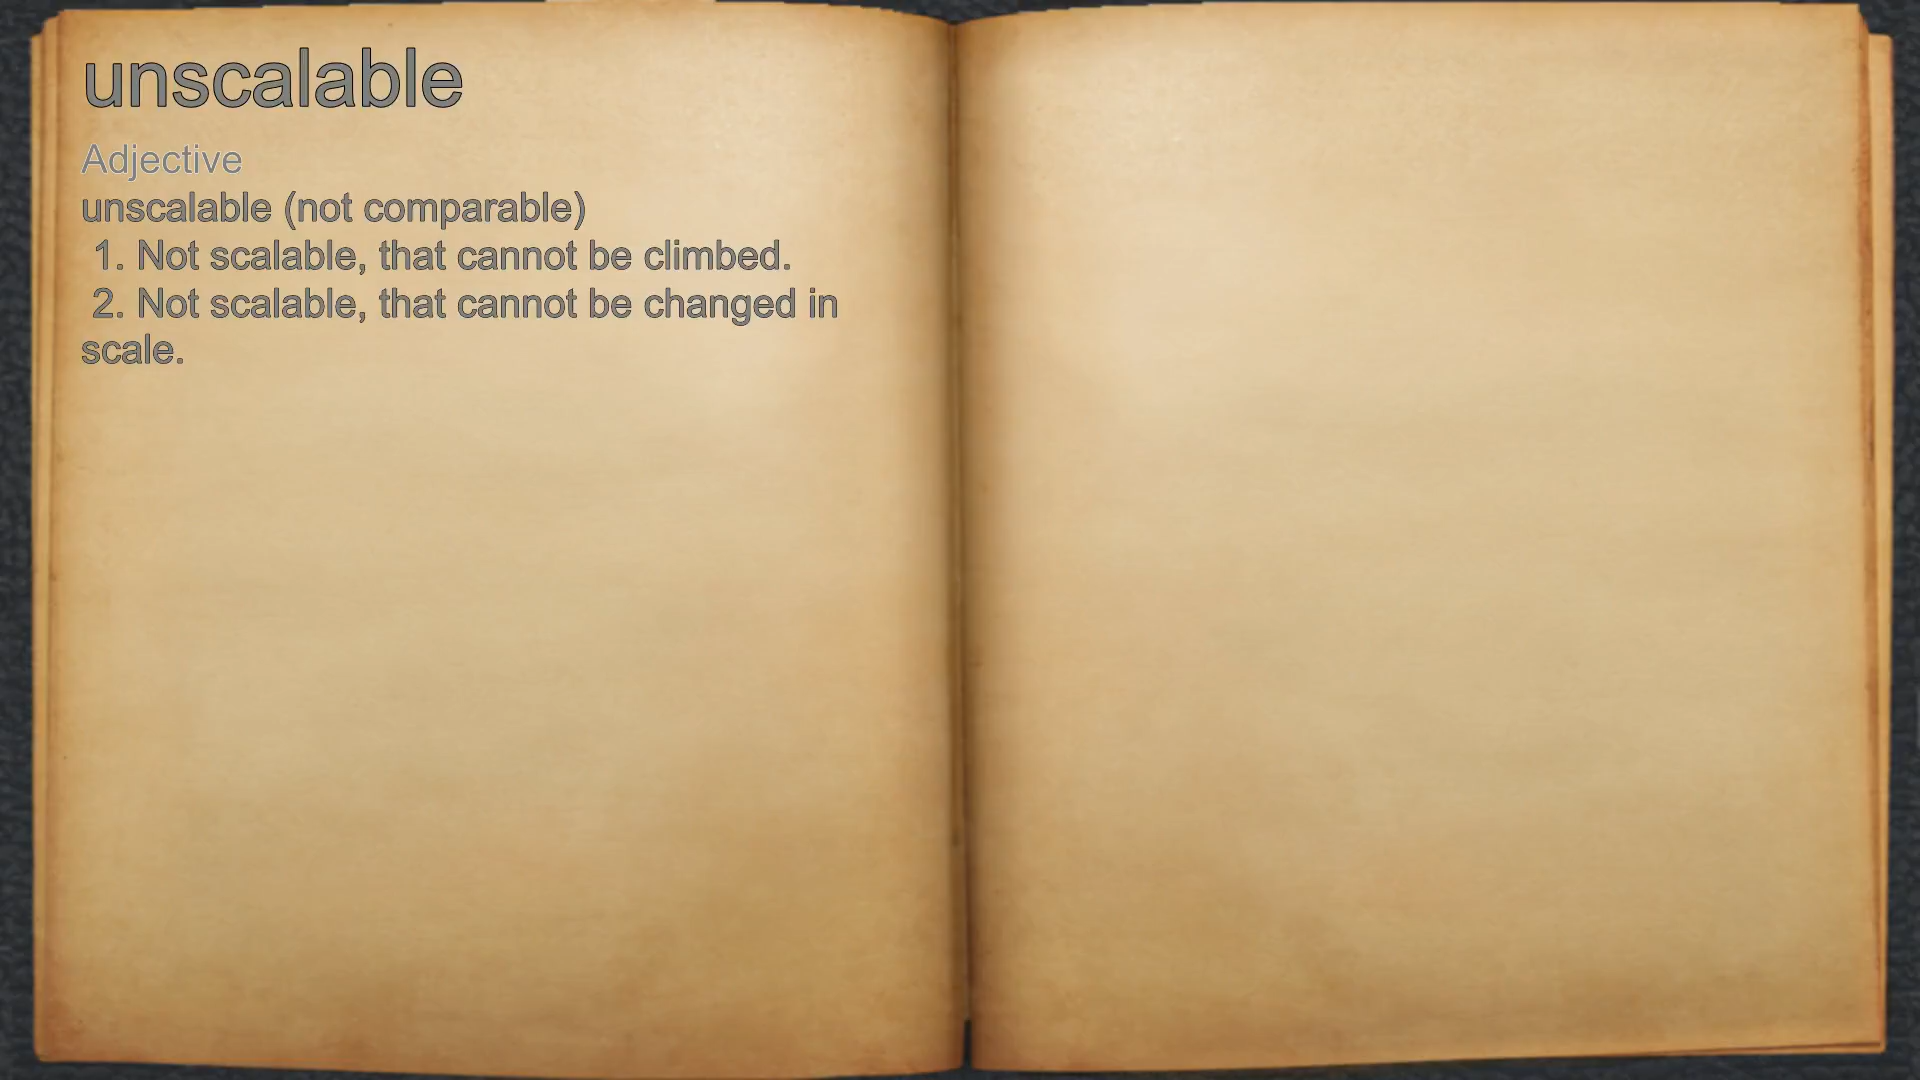 unscalable
Adjective
unscalable (not comparable)
1. Not scalable, that cannot be climbed.
2. Not scalable, that cannot be changed in
scale.